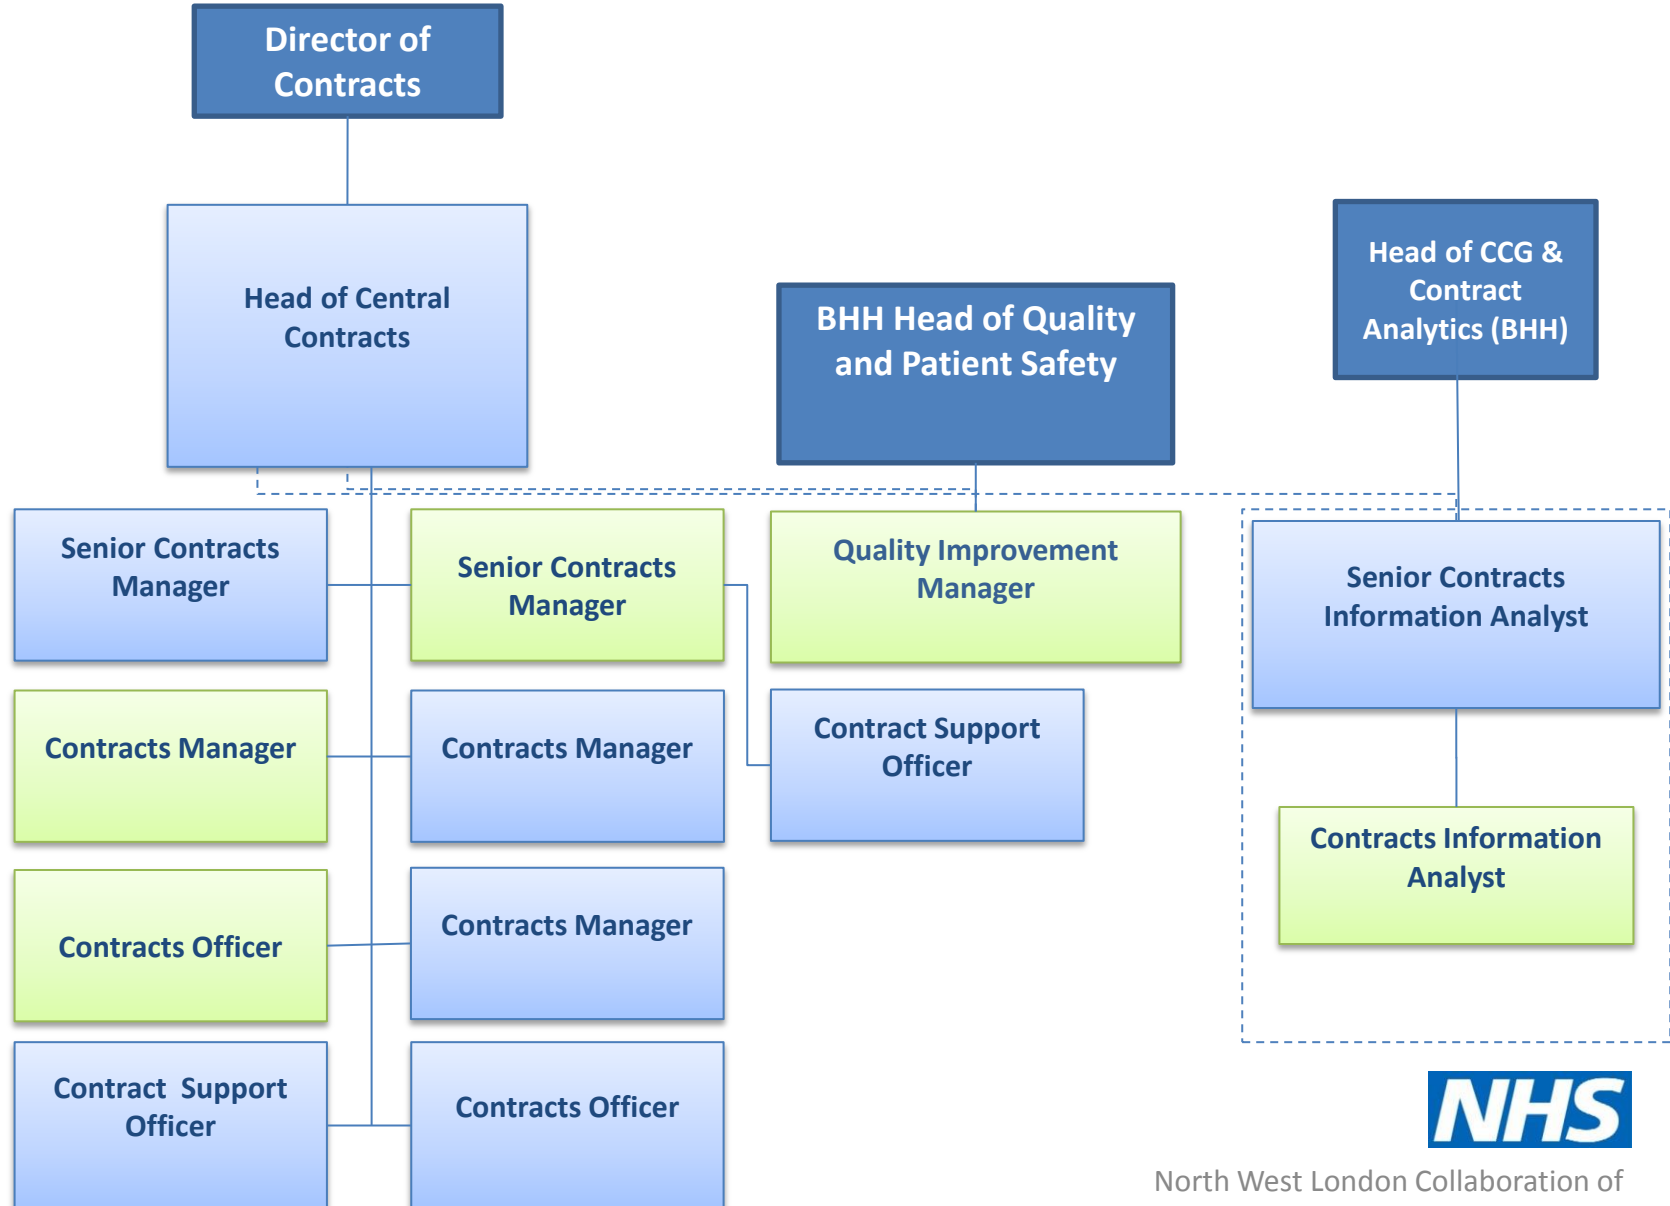 Director of
Contracts
Head of Central
Contracts
BHH Head of Quality
and Patient Safety
Head of CCG &
Contract
Analytics (BHH)
Senior Contracts
Manager
Senior Contracts
Manager
Quality Improvement
Manager
Senior Contracts
Information Analyst
Contracts Manager
Contracts Manager
Contract Support
Officer
Contracts Information
Analyst
Contracts Officer
Contracts Manager
Contract  Support
Officer
Contracts Officer
NHS
North West London Collaboration of